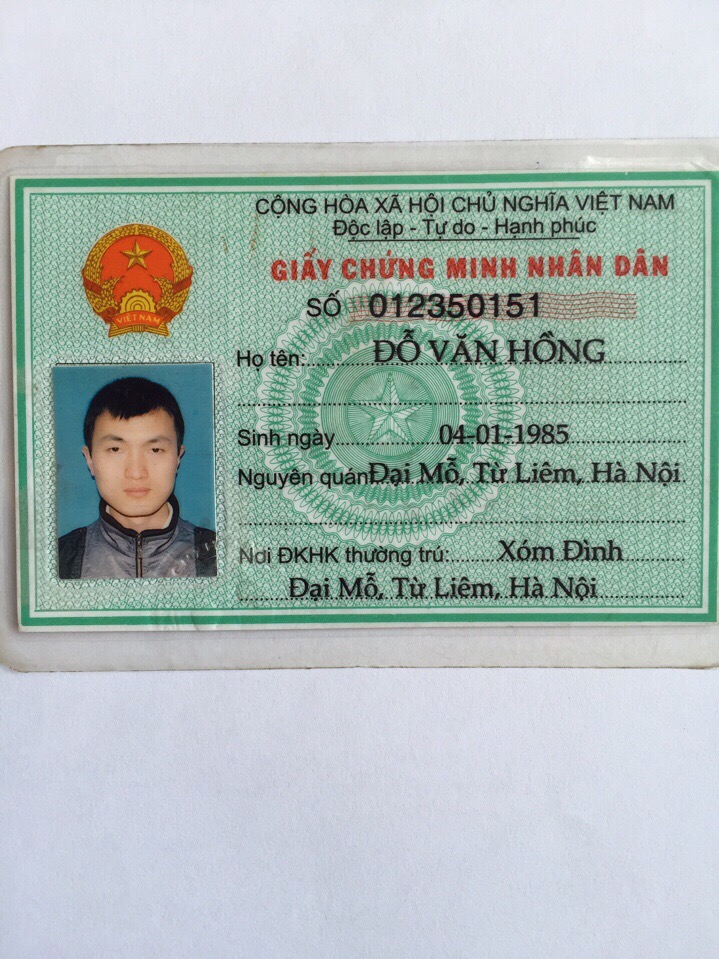 CỘNG HÒA XÃ HỘI CHỦ NGHĨA VIỆT NAM
Độc lập - Tự do - Hạnh phúc
GIẤY CHỨNG MINH NHÂN DÂN
SỐ 012350151
VIỆT NAM
Họ tên: ĐỖ VĂN HỒNG
Sinh ngày 04-01-1985
Nguyên quán Đại Mỗ, Từ Liêm, Hà Nội
Nơi ĐKHK thường trú: Xóm Đình
Đại Mỗ, Từ Liêm, Hà Nội